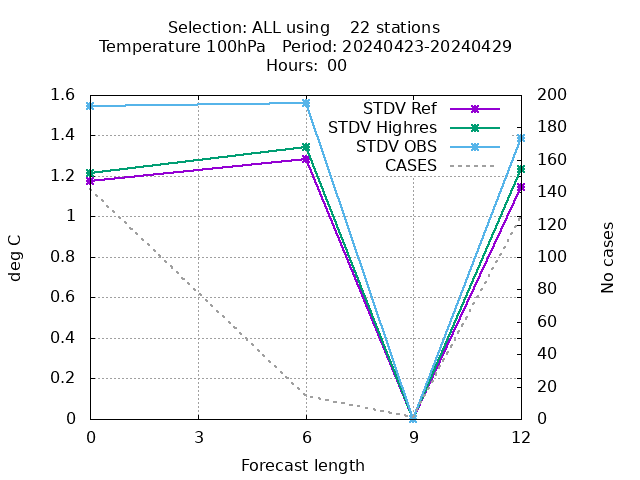 Selection: ALL using    22 stations
Temperature 100hPa   Period: 20240423-20240429
Hours: 00
STDV Ref
STDV Highres
STDV OBS
CASES
deg C
1.6
1.4
1.2
1
0.8
0.6
0.4
0.2
0
200
180
160
140
120
100
80
60
40
20
0
No cases
0 3 6 9 12
Forecast length